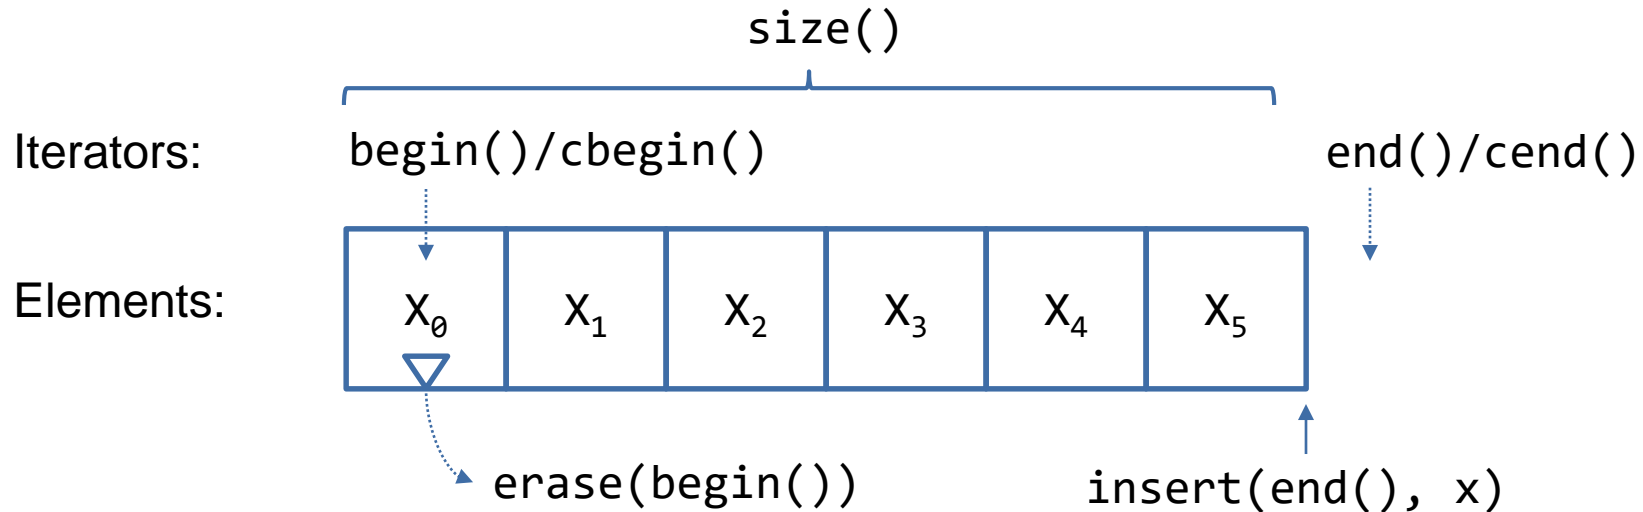 size()
Iterators: begin()/cbegin() end()/cend()
Elements: X₀ X₁ X₂ X₃ X₄ X₅
erase(begin()) insert(end(), x)